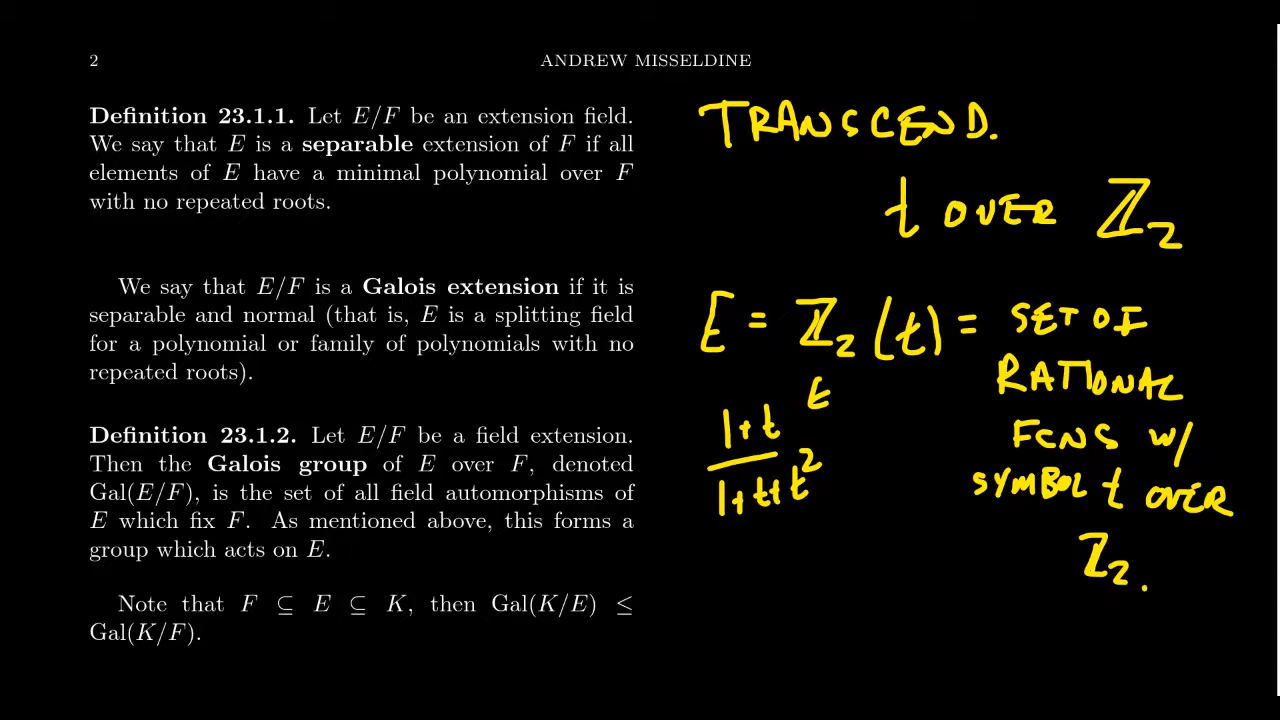 2
ANDREW MISSELDINE
Definition 23.1.1. Let E/F be an extension field.
We say that E is a separable extension of F if all
elements of E have a minimal polynomial over F
with no repeated roots.
We say that E/F is a Galois extension if it is
separable and normal (that is, E is a splitting field
for a polynomial or family of polynomials with no
repeated roots).
Definition 23.1.2. Let E/F be a field extension.
Then the Galois group of E over F, denoted
Gal(E/F), is the set of all field automorphisms of
E which fix F. As mentioned above, this forms a
group which acts on E.
Note that F ⊆ E ⊆ K, then Gal(K/E) ≤
Gal(K/F).
TRANSCEND.
t OVER ℤ₂
E = ℤ₂(t) = SET OF
RATIONAL
FCNS W/
SYMBOL t OVER
ℤ₂.
E
1+t
1+t+t²